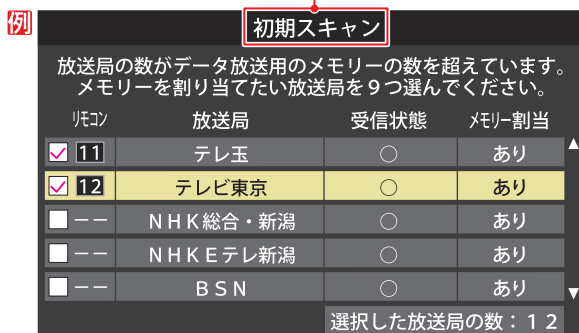 例
初期スキャン
放送局の数がデータ放送用のメモリーの数を超えています。
メモリーを割り当てたい放送局を9つ選んでください。
リモコン 放送局 受信状態 メモリー割当
11 テレ玉 ○ あり ▲
12 テレビ東京 ○ あり
−− NHK総合・新潟 ○ あり
−− NHKEテレ新潟 ○ あり
−− BSN ○ あり ▼
選択した放送局の数:12